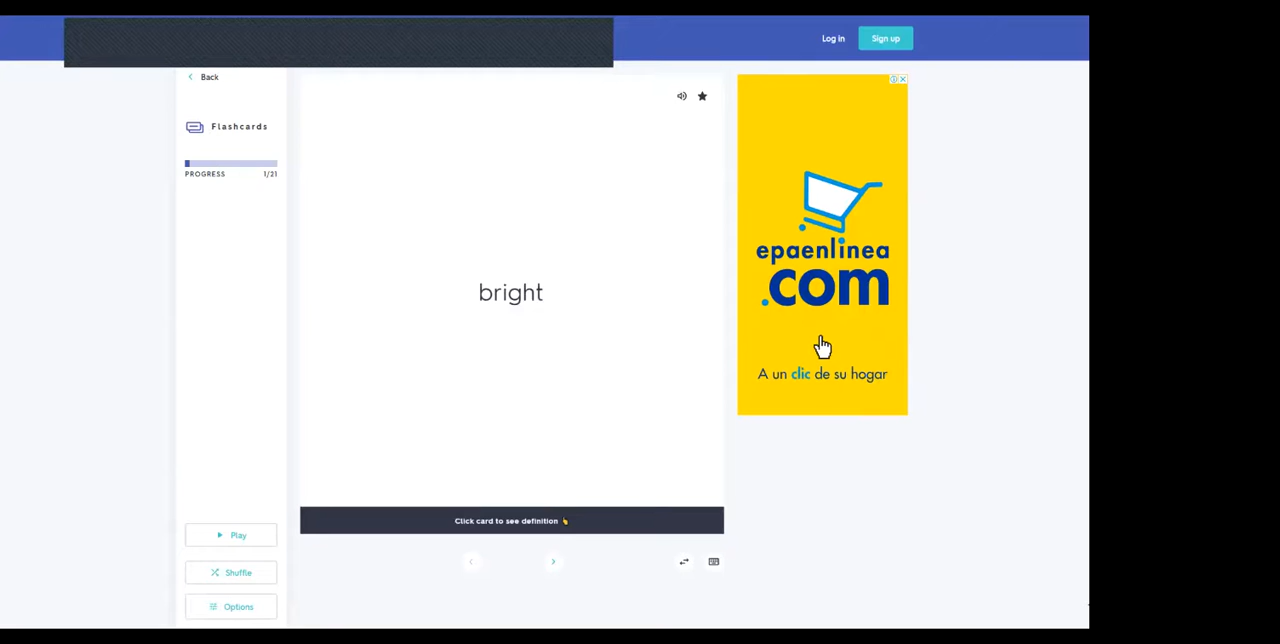 Log in
Sign up
Back
Flashcards
PROGRESS 1/21
bright
Click card to see definition
Play
Shuffle
Options
epaenlinea
.com
A un clic de su hogar